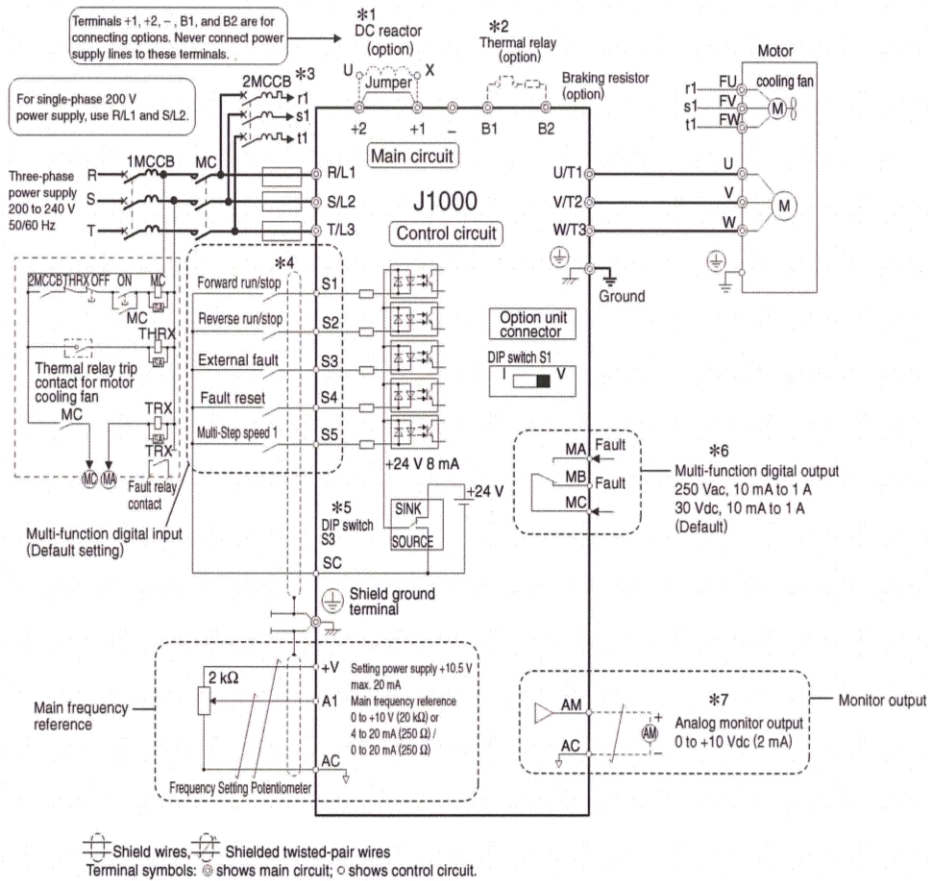 Terminals +1, +2, –, B1, and B2 are for
connecting options. Never connect power
supply lines to these terminals.
*1
DC reactor
(option)
U X
Jumper
*2
Thermal relay
(option)
Braking resistor
(option)
Motor
cooling fan
r1 FU
s1 FV
t1 FW
M
For single-phase 200 V
power supply, use R/L1 and S/L2.
2MCCB *3
r1
s1
t1
+2 +1 – B1 B2
Main circuit
Three-phase
power supply
200 to 240 V
50/60 Hz
1MCCB MC
R
S
T
R/L1
S/L2
T/L3
J1000
Control circuit
U/T1
V/T2
W/T3
U
V
W
M
Ground
2MCCB THRX OFF ON MC
MC
SA
THRX
SA
Thermal relay trip
contact for motor
cooling fan
MC
TRX
SA
TRX
MC MA
Fault relay
contact
*4
Forward run/stop S1
Reverse run/stop S2
External fault S3
Fault reset S4
Multi-Step speed 1 S5
+24 V 8 mA
Multi-function digital input
(Default setting)
Option unit
connector
DIP switch S1
I V
*5
DIP switch
S3
SINK
SOURCE
+24 V
SC
MA Fault
MB Fault
MC
*6
Multi-function digital output
250 Vac, 10 mA to 1 A
30 Vdc, 10 mA to 1 A
(Default)
Shield ground
terminal
Main frequency
reference
2 kΩ
+V
A1
AC
Setting power supply +10.5 V
max. 20 mA
Main frequency reference
0 to +10 V (20 kΩ) or
4 to 20 mA (250 Ω) /
0 to 20 mA (250 Ω)
Frequency Setting Potentiometer
AM
AC
AM
+
–
*7
Analog monitor output
0 to +10 Vdc (2 mA)
Monitor output
Shield wires, Shielded twisted-pair wires
Terminal symbols: ◎ shows main circuit; ○ shows control circuit.